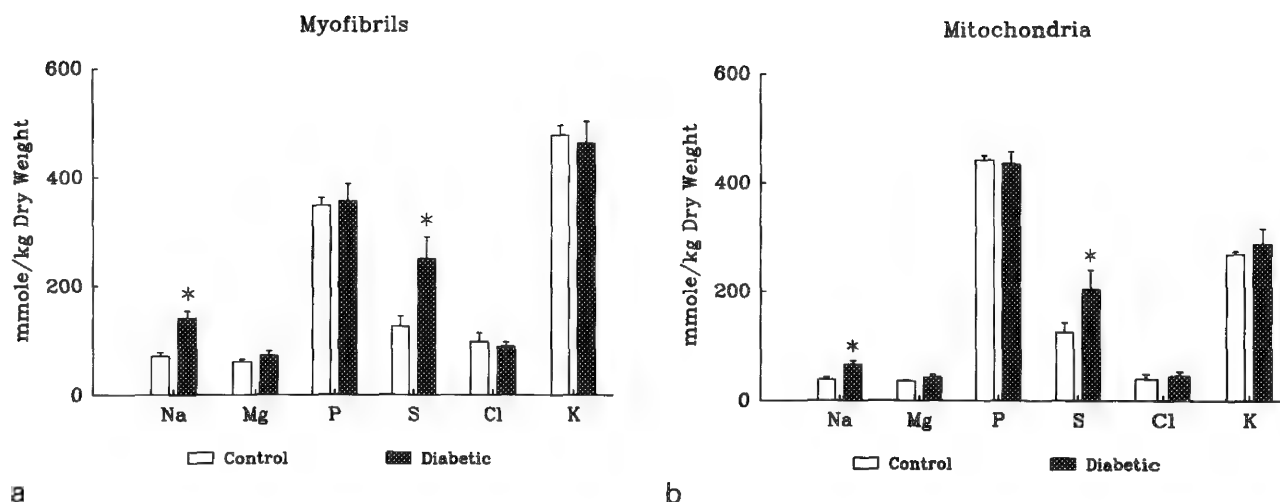 Myofibrils
mmole/kg Dry Weight
600
400
200
0
*
*
Na Mg P S Cl K
Control Diabetic
a
Mitochondria
mmole/kg Dry Weight
600
400
200
0
*
*
Na Mg P S Cl K
Control Diabetic
b